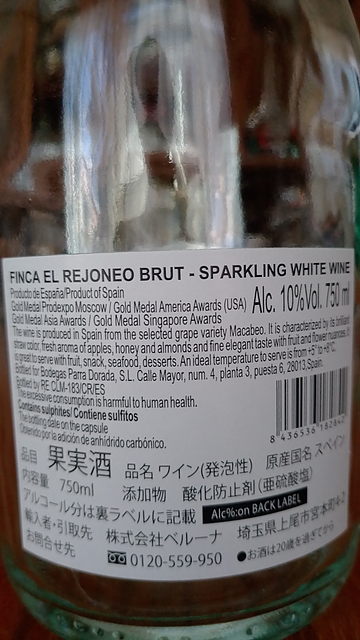 FINCA EL REJONEO BRUT - SPARKLING WHITE WINE
Producto de España/Product of Spain
Gold Medal Prodexpo Moscow / Gold Medal America Awards (USA) Alc. 10%Vol. 750 ml
Gold Medal Asia Awards / Gold Medal Singapore Awards
The wine is produced in Spain from the selected grape variety Macabeo. It is characterized by its brilliant
straw color, fresh aroma of apples, honey and almonds and fine elegant taste with fruit and flower nuances. It
is great to serve with fruit, snack, seafood, desserts. An ideal temperature to serve is from +5° to +8°C.
Bottled for Bodegas Parra Dorada, S.L. Calle Mayor, num. 4, planta 3, puesta 6, 28013, Spain.
Bottled by RE CLM-183/CR/ES
The excessive consumption is harmful to human health.
Contains sulphites/ Contiene sulfitos
The bottling date on the capsule
Obtenido por la adición de anhídrido carbónico.
品目 果実酒 品名 ワイン(発泡性) 原産国名 スペイン
内容量 750ml 添加物 酸化防止剤(亜硫酸塩)
アルコール分は裏ラベルに記載 Alc%:on BACK LABEL
輸入者・引取先 株式会社ベルーナ 埼玉県上尾市宮本町4-2
お問合せ先 0120-559-950 ●お酒は20歳を過ぎてから